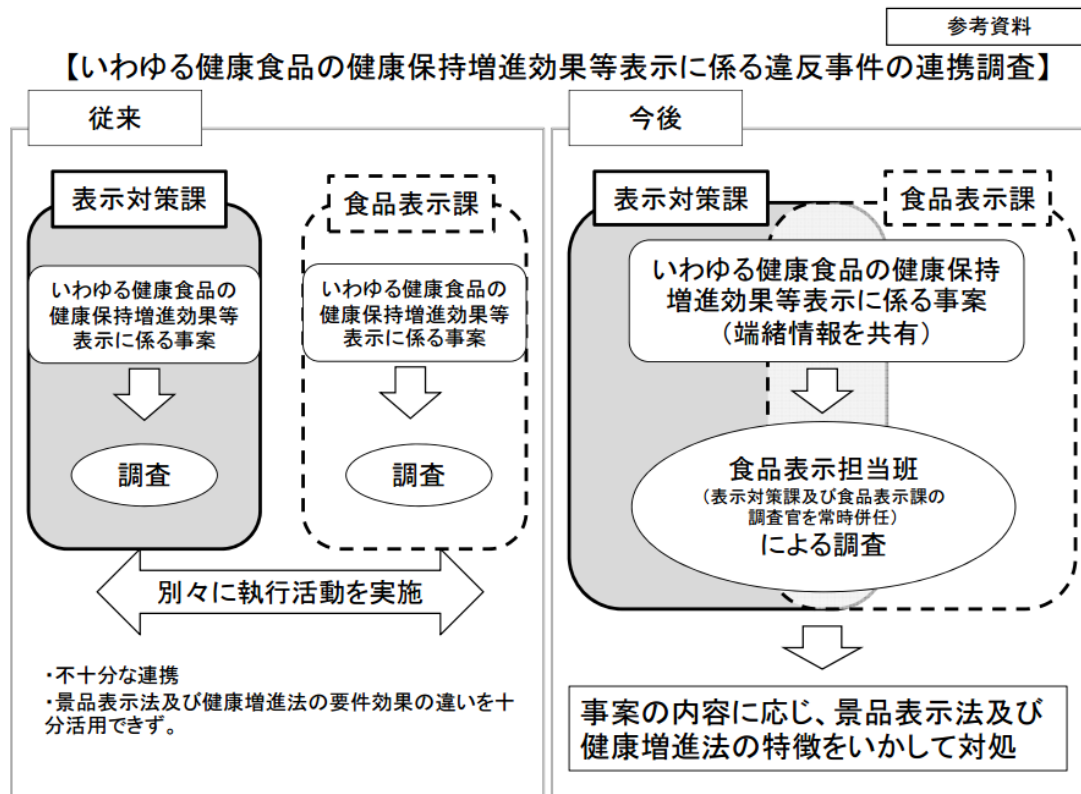 参考資料
【いわゆる健康食品の健康保持増進効果等表示に係る違反事件の連携調査】
従来
表示対策課
食品表示課
いわゆる健康食品の
健康保持増進効果等
表示に係る事案
いわゆる健康食品の
健康保持増進効果等
表示に係る事案
調査
調査
別々に執行活動を実施
・不十分な連携
・景品表示法及び健康増進法の要件効果の違いを十
分活用できず。
今後
表示対策課
食品表示課
いわゆる健康食品の健康保持
増進効果等表示に係る事案
（端緒情報を共有）
食品表示担当班
（表示対策課及び食品表示課の
調査官を常時併任）
による調査
事案の内容に応じ、景品表示法及び
健康増進法の特徴をいかして対処